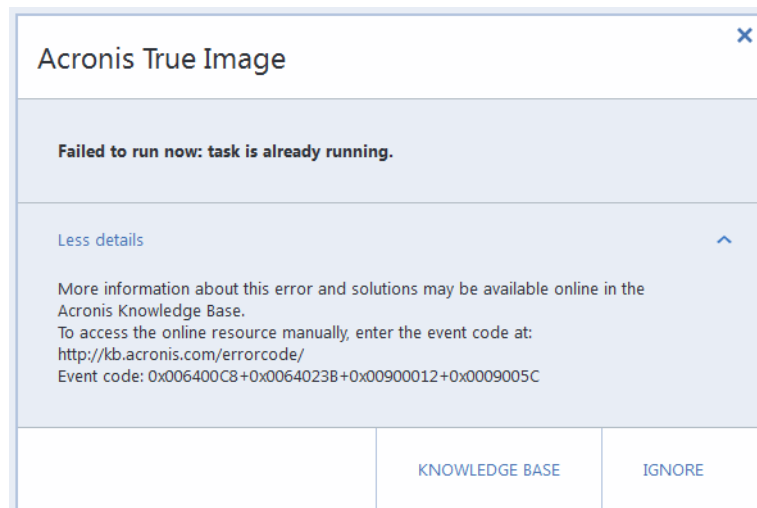 Acronis True Image
Failed to run now: task is already running.
Less details
More information about this error and solutions may be available online in the
Acronis Knowledge Base.
To access the online resource manually, enter the event code at:
http://kb.acronis.com/errorcode/
Event code: 0x006400C8+0x0064023B+0x00900012+0x0009005C
KNOWLEDGE BASE
IGNORE